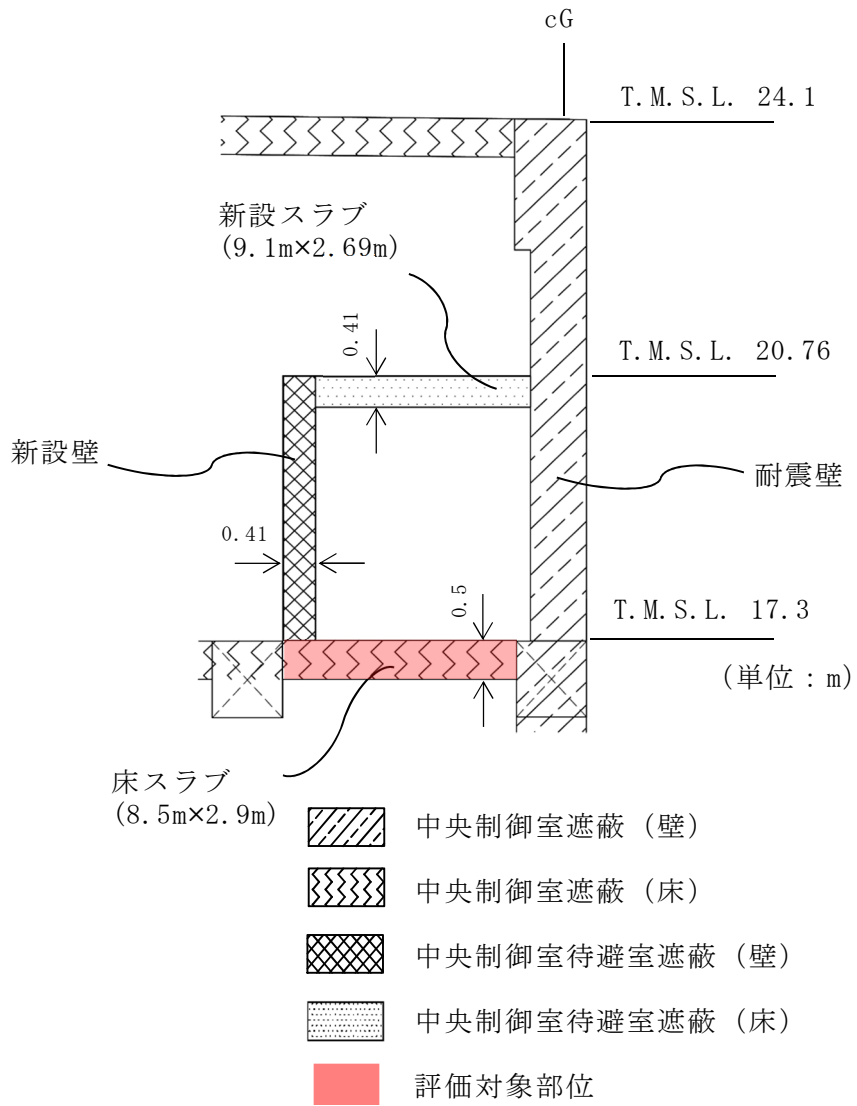 cG
T.M.S.L. 24.1
新設スラブ
(9.1m×2.69m)
0.41
T.M.S.L. 20.76
新設壁
耐震壁
0.41
0.5
T.M.S.L. 17.3
(単位：m)
床スラブ
(8.5m×2.9m)
中央制御室遮蔽（壁）
中央制御室遮蔽（床）
中央制御室待避室遮蔽（壁）
中央制御室待避室遮蔽（床）
評価対象部位